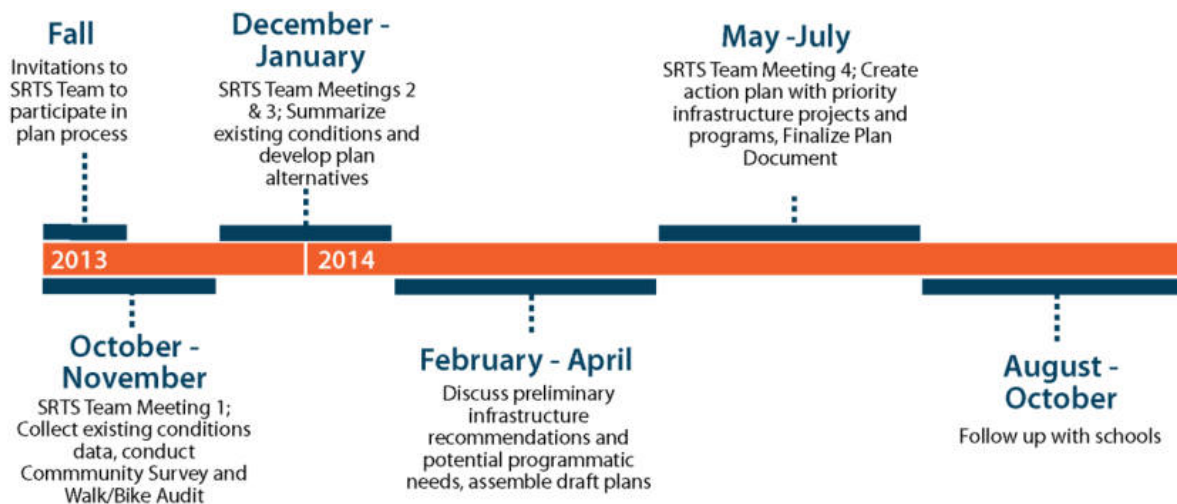 Fall
Invitations to
SRTS Team to
participate in
plan process
December -
January
SRTS Team Meetings 2
& 3; Summarize
existing conditions and
develop plan
alternatives
May -July
SRTS Team Meeting 4; Create
action plan with priority
infrastructure projects and
programs, Finalize Plan
Document
2013
2014
October -
November
SRTS Team Meeting 1;
Collect existing conditions
data, conduct
Commmunity Survey and
Walk/Bike Audit
February - April
Discuss preliminary
infrastructure
recommendations and
potential programmatic
needs, assemble draft plans
August -
October
Follow up with schools